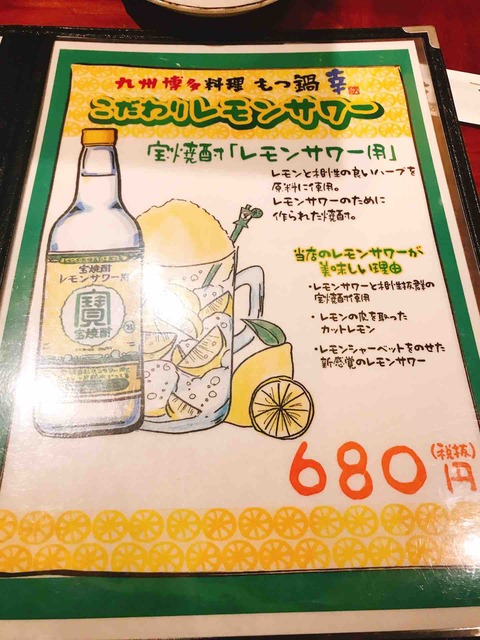 九州博多料理 もつ鍋 幸
こだわりレモンサワー
宝焼酎「レモンサワー用」
レモンと相性の良いハーブを
原料に使用。
レモンサワーのために
作られた焼酎。
当店のレモンサワーが
美味しい理由
・レモンサワーと相性抜群の
宝焼酎使用
・レモンの皮を取った
カットレモン
・レモンシャーベットをのせた
新感覚のレモンサワー
宝焼酎
レモンサワー用
寶
宝焼酎
680円
(税抜)